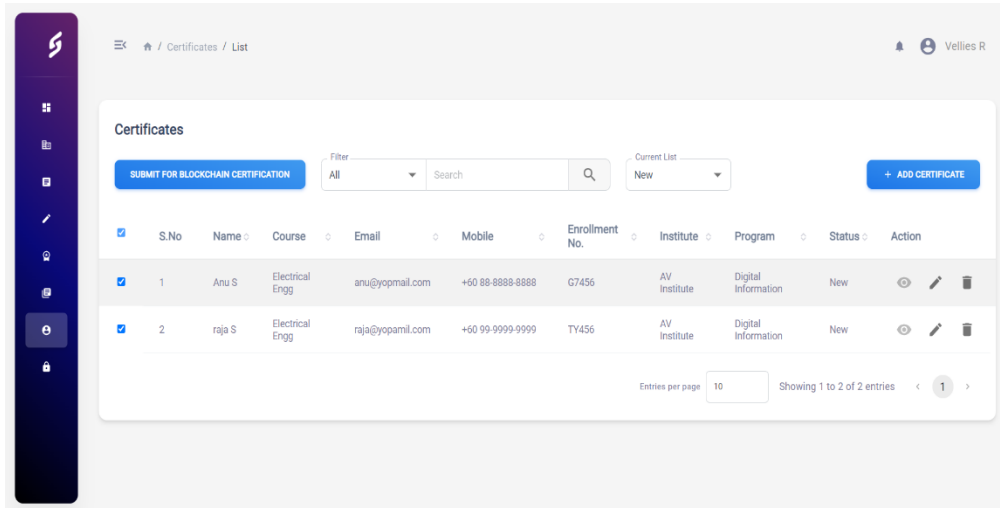 / Certificates / List
Vellies R
Certificates
SUBMIT FOR BLOCKCHAIN CERTIFICATION
Filter
All
Search
Current List
New
+ ADD CERTIFICATE
S.No Name Course Email Mobile Enrollment No. Institute Program Status Action
1 Anu S Electrical Engg anu@yopmail.com +60 88-8888-8888 G7456 AV Institute Digital Information New
2 raja S Electrical Engg raja@yopamil.com +60 99-9999-9999 TY456 AV Institute Digital Information New
Entries per page 10 Showing 1 to 2 of 2 entries < 1 >